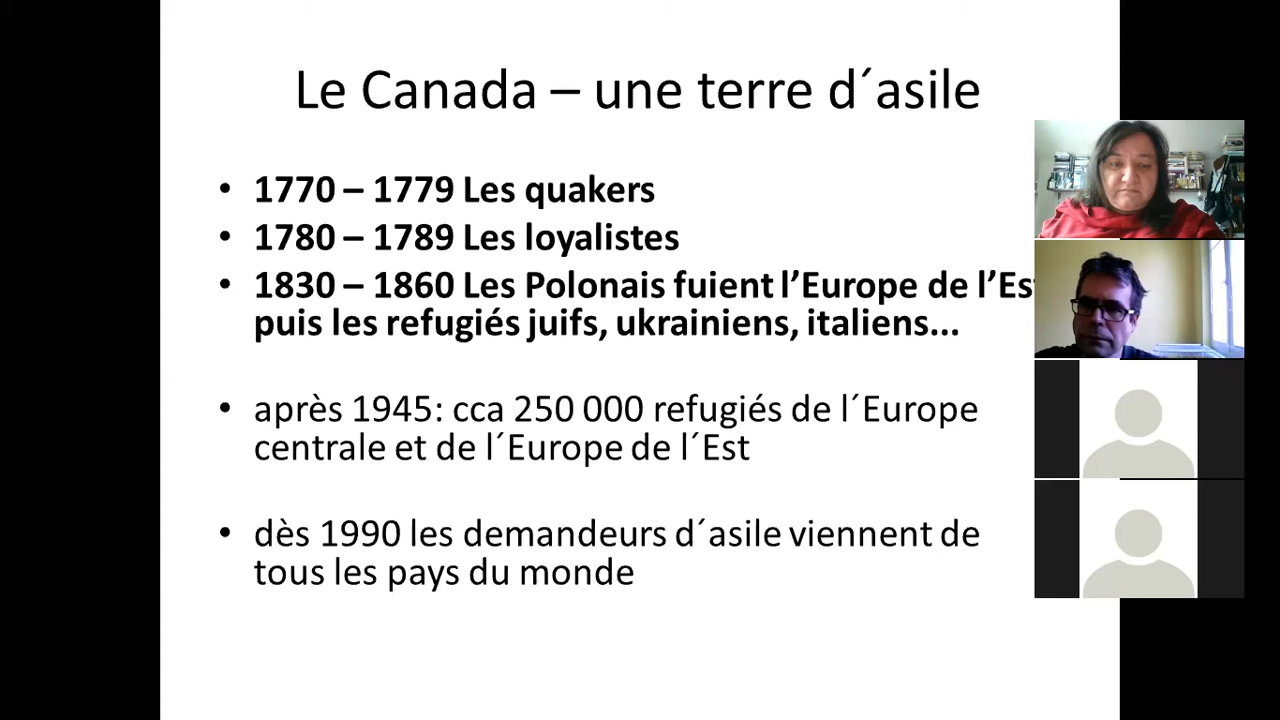 Le Canada – une terre d´asile
• 1770 – 1779 Les quakers
• 1780 – 1789 Les loyalistes
• 1830 – 1860 Les Polonais fuient l’Europe de l’Es
puis les refugiés juifs, ukrainiens, italiens...
• après 1945: cca 250 000 refugiés de l´Europe
centrale et de l´Europe de l´Est
• dès 1990 les demandeurs d´asile viennent de
tous les pays du monde